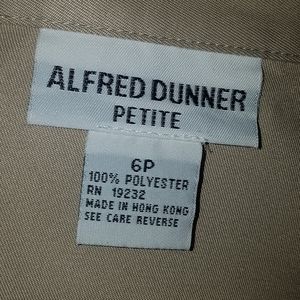 ALFRED DUNNER
PETITE
6P
100% POLYESTER
RN 19232
MADE IN HONG KONG
SEE CARE REVERSE